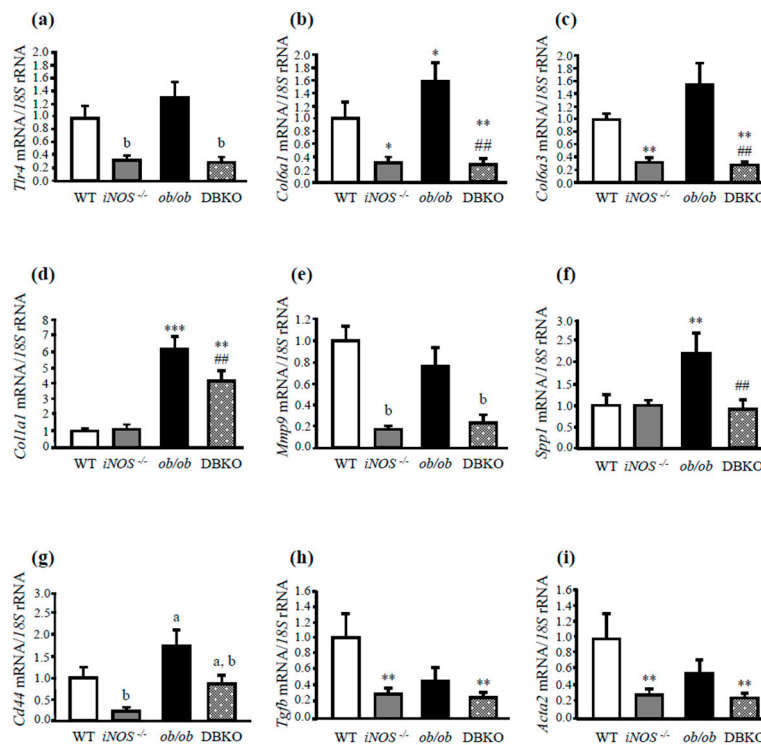 (a)
Tlr4 mRNA/18S rRNA
2.0
1.8
1.6
1.4
1.2
1.0
0.8
0.6
0.4
0.2
0.0
b
b
WT iNOS -/- ob/ob DBKO
(b)
Col6a1 mRNA/18S rRNA
2.0
1.8
1.6
1.4
1.2
1.0
0.8
0.6
0.4
0.2
0.0
*
*
**
##
WT iNOS -/- ob/ob DBKO
(c)
Col6a3 mRNA/18S rRNA
2.0
1.8
1.6
1.4
1.2
1.0
0.8
0.6
0.4
0.2
0.0
**
**
##
WT iNOS -/- ob/ob DBKO
(d)
Col1a1 mRNA/18S rRNA
8
7
6
5
4
3
2
1
0
***
**
##
WT iNOS -/- ob/ob DBKO
(e)
Mmp9 mRNA/18S rRNA
1.4
1.2
1.0
0.8
0.6
0.4
0.2
0.0
b
b
WT iNOS -/- ob/ob DBKO
(f)
Spp1 mRNA/18S rRNA
3.0
2.5
2.0
1.5
1.0
0.5
0.0
**
##
WT iNOS -/- ob/ob DBKO
(g)
Cd44 mRNA/18S rRNA
3.0
2.5
2.0
1.5
1.0
0.5
0.0
b
a
a, b
WT iNOS -/- ob/ob DBKO
(h)
Tgfb mRNA/18S rRNA
1.6
1.4
1.2
1.0
0.8
0.6
0.4
0.2
0.0
**
**
WT iNOS -/- ob/ob DBKO
(i)
Acta2 mRNA/18S rRNA
1.6
1.4
1.2
1.0
0.8
0.6
0.4
0.2
0.0
**
**
WT iNOS -/- ob/ob DBKO